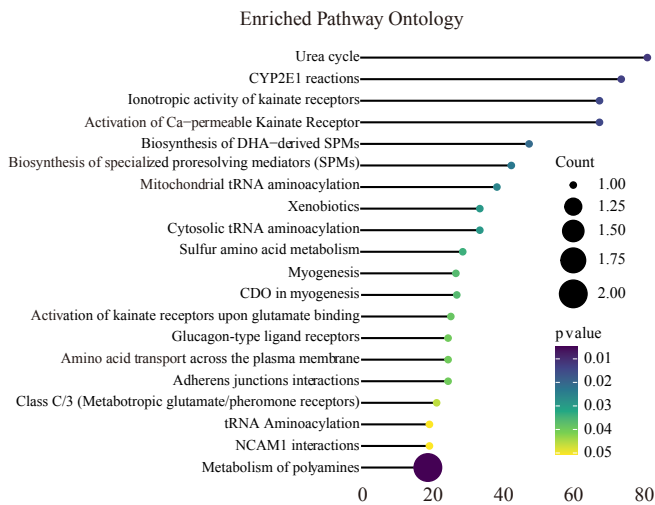 Enriched Pathway Ontology
Urea cycle
CYP2E1 reactions
Ionotropic activity of kainate receptors
Activation of Ca−permeable Kainate Receptor
Biosynthesis of DHA−derived SPMs
Biosynthesis of specialized proresolving mediators (SPMs)
Mitochondrial tRNA aminoacylation
Xenobiotics
Cytosolic tRNA aminoacylation
Sulfur amino acid metabolism
Myogenesis
CDO in myogenesis
Activation of kainate receptors upon glutamate binding
Glucagon-type ligand receptors
Amino acid transport across the plasma membrane
Adherens junctions interactions
Class C/3 (Metabotropic glutamate/pheromone receptors)
tRNA Aminoacylation
NCAM1 interactions
Metabolism of polyamines
0 20 40 60 80
Count
1.00
1.25
1.50
1.75
2.00
p value
0.01
0.02
0.03
0.04
0.05